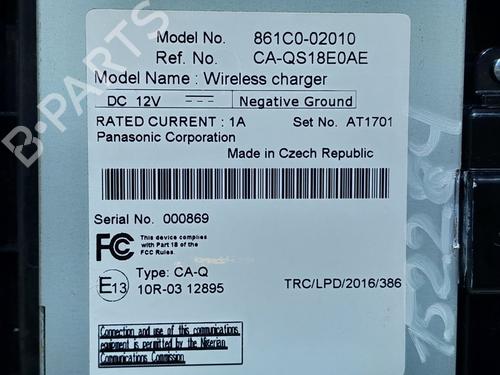 Model No. 861C0-02010
Ref. No. CA-QS18E0AE
Model Name : Wireless charger
DC 12V Negative Ground
RATED CURRENT : 1A Set No. AT1701
Panasonic Corporation
Made in Czech Republic
Serial No. 000869
FC This device complies
with Part 18 of the
FCC Rules.
E13 Type: CA-Q
10R-03 12895
TRC/LPD/2016/386
Connection and use of this communications
equipment is permitted by the Nigerian
Communications Commission.
B-PARTS